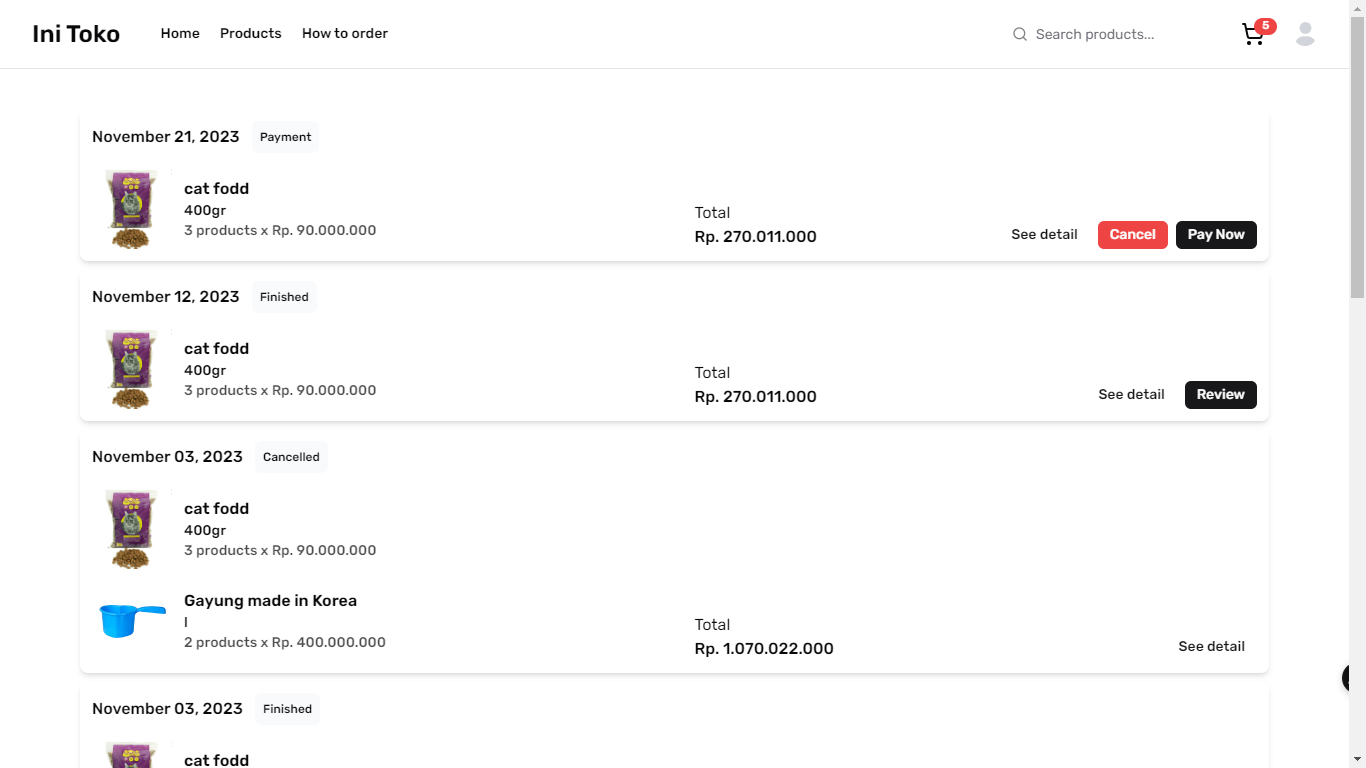 Ini Toko
Home
Products
How to order
Search products...
5
November 21, 2023
Payment
cat fodd
400gr
3 products x Rp. 90.000.000
Total
Rp. 270.011.000
See detail
Cancel
Pay Now
November 12, 2023
Finished
cat fodd
400gr
3 products x Rp. 90.000.000
Total
Rp. 270.011.000
See detail
Review
November 03, 2023
Cancelled
cat fodd
400gr
3 products x Rp. 90.000.000
Gayung made in Korea
l
2 products x Rp. 400.000.000
Total
Rp. 1.070.022.000
See detail
November 03, 2023
Finished
cat fodd